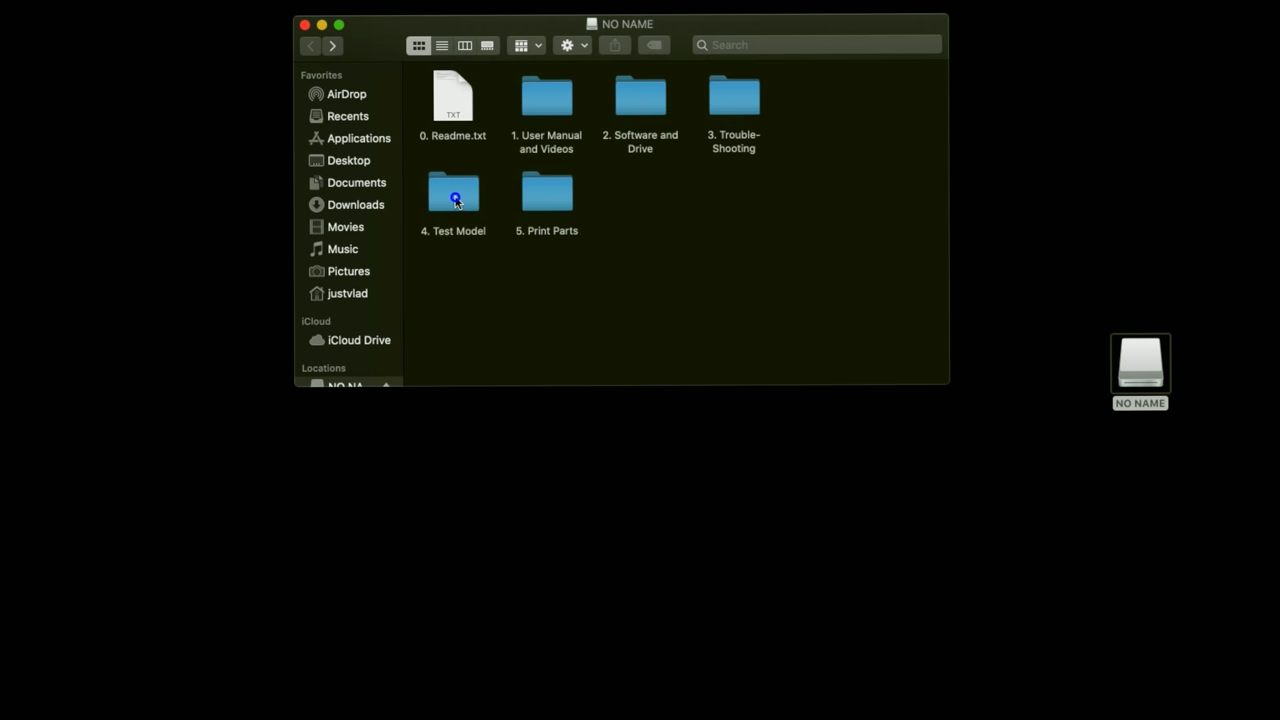 NO NAME
Search
Favorites
AirDrop
Recents
Applications
Desktop
Documents
Downloads
Movies
Music
Pictures
justvlad
iCloud
iCloud Drive
Locations
NO NA
TXT
0. Readme.txt
1. User Manual
and Videos
2. Software and
Drive
3. Trouble-
Shooting
4. Test Model
5. Print Parts
NO NAME